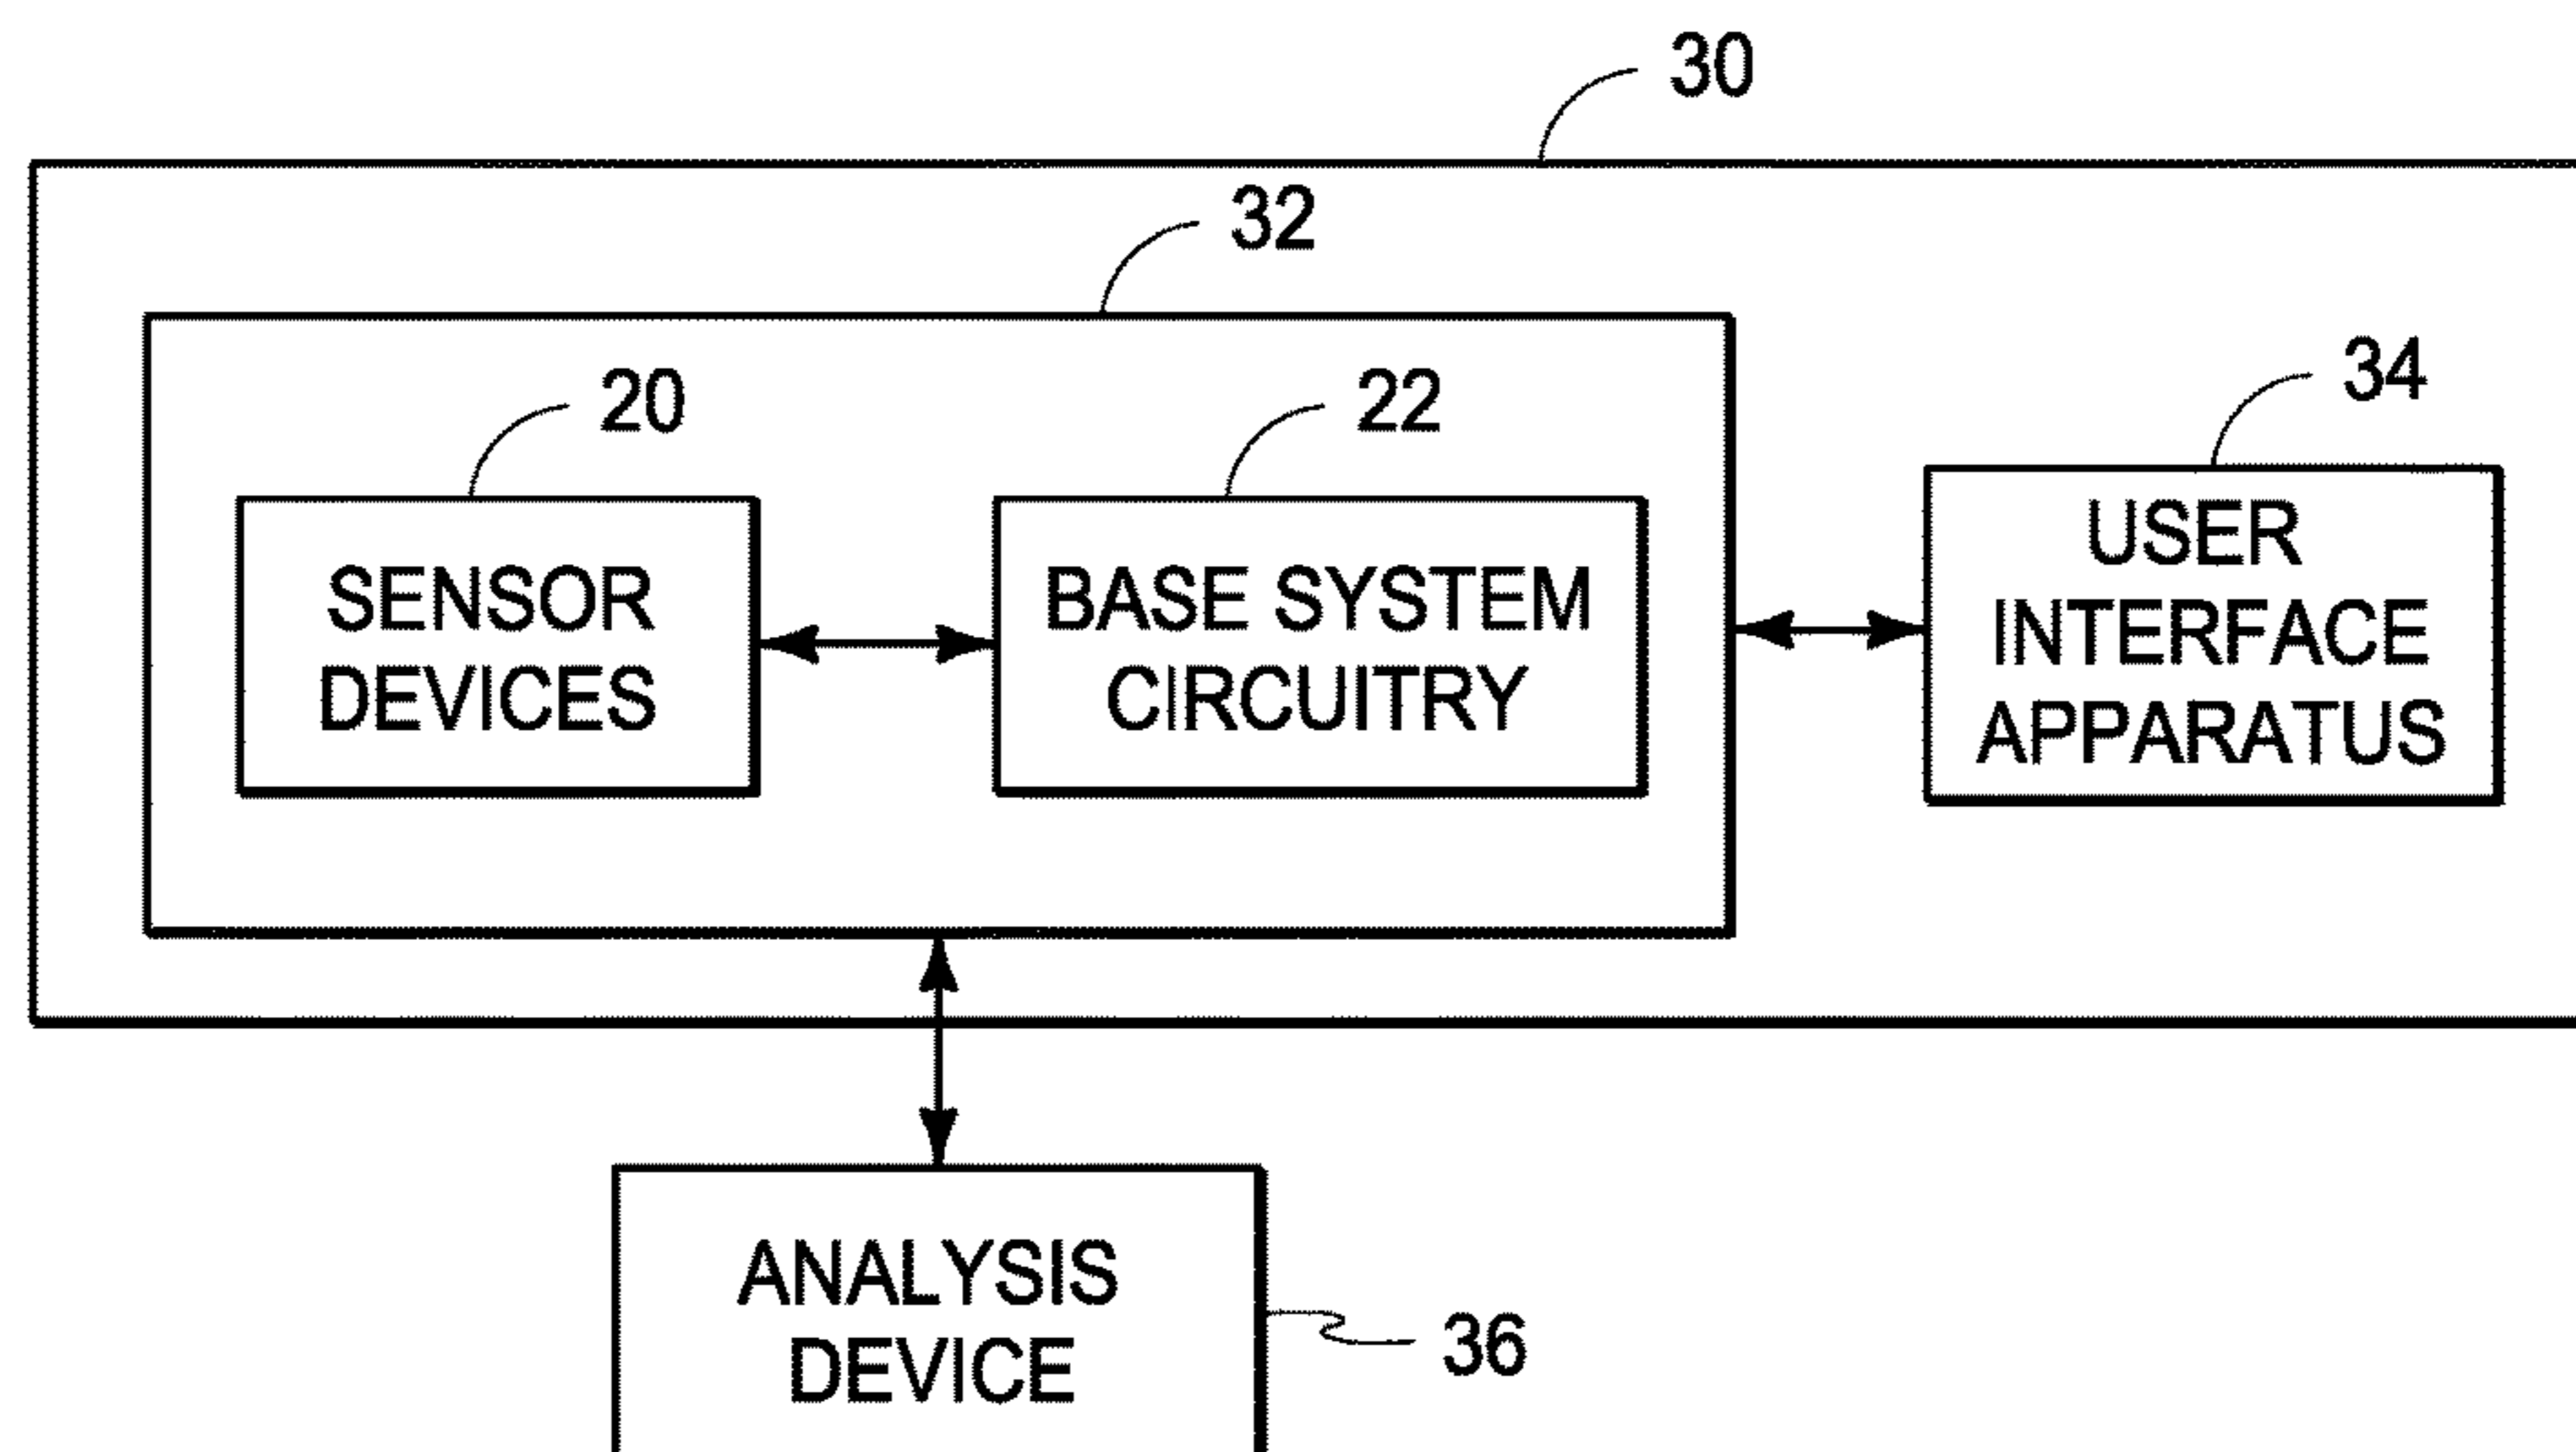 30
32
20
22
34
SENSOR
DEVICES
BASE SYSTEM
CIRCUITRY
USER
INTERFACE
APPARATUS
ANALYSIS
DEVICE
36